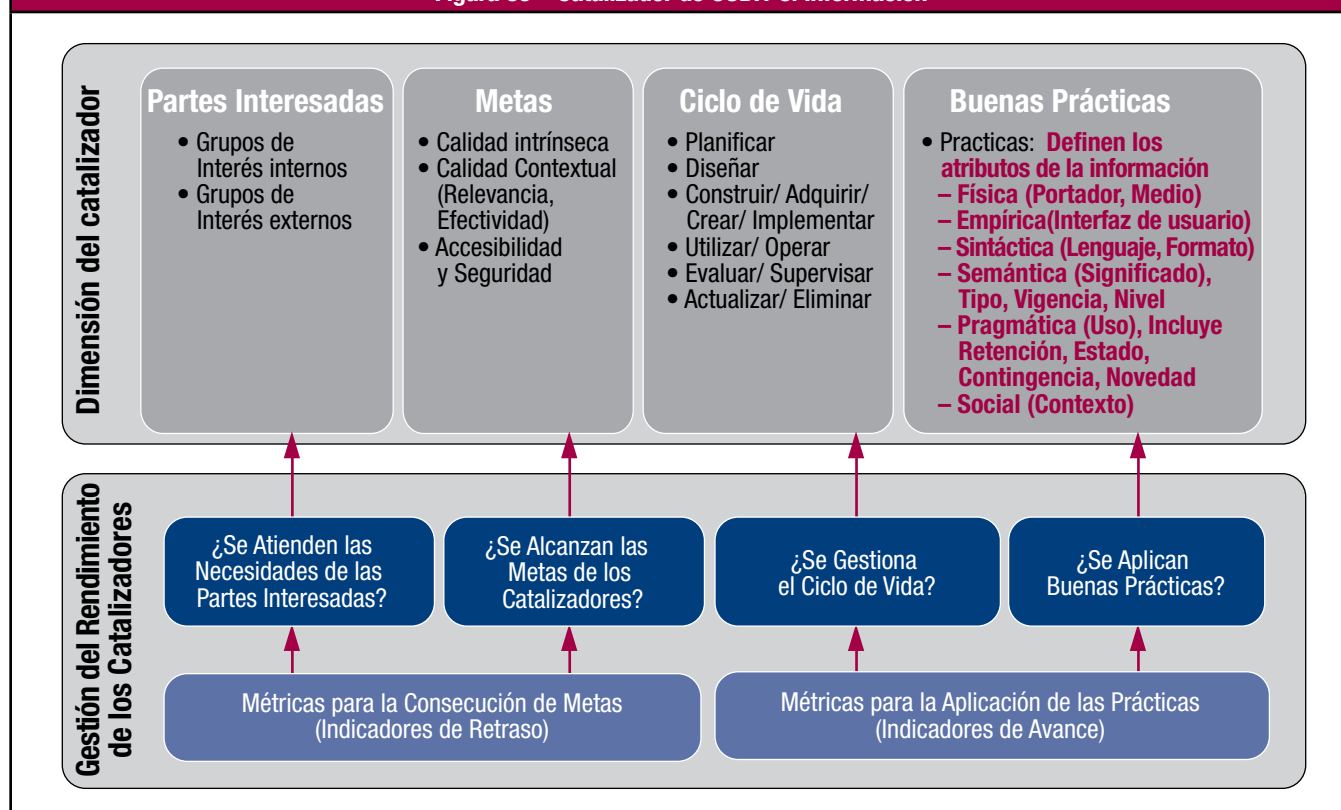 Dimensión del catalizador
Partes Interesadas
• Grupos de
Interés internos
• Grupos de
Interés externos
Metas
• Calidad intrínseca
• Calidad Contextual
(Relevancia,
Efectividad)
• Accesibilidad
y Seguridad
Ciclo de Vida
• Planificar
• Diseñar
• Construir/ Adquirir/
Crear/ Implementar
• Utilizar/ Operar
• Evaluar/ Supervisar
• Actualizar/ Eliminar
Buenas Prácticas
• Practicas: Definen los
atributos de la información
– Física (Portador, Medio)
– Empírica(Interfaz de usuario)
– Sintáctica (Lenguaje, Formato)
– Semántica (Significado),
Tipo, Vigencia, Nivel
– Pragmática (Uso), Incluye
Retención, Estado,
Contingencia, Novedad
– Social (Contexto)
Gestión del Rendimiento
de los Catalizadores
¿Se Atienden las
Necesidades de las
Partes Interesadas?
¿Se Alcanzan las
Metas de los
Catalizadores?
¿Se Gestiona
el Ciclo de Vida?
¿Se Aplican
Buenas Prácticas?
Métricas para la Consecución de Metas
(Indicadores de Retraso)
Métricas para la Aplicación de las Prácticas
(Indicadores de Avance)